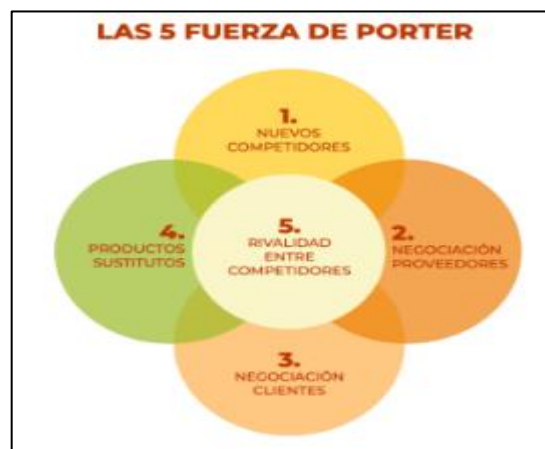 LAS 5 FUERZA DE PORTER
1.
NUEVOS
COMPETIDORES
2.
NEGOCIACIÓN
PROVEEDORES
3.
NEGOCIACIÓN
CLIENTES
4.
PRODUCTOS
SUSTITUTOS
5.
RIVALIDAD
ENTRE
COMPETIDORES